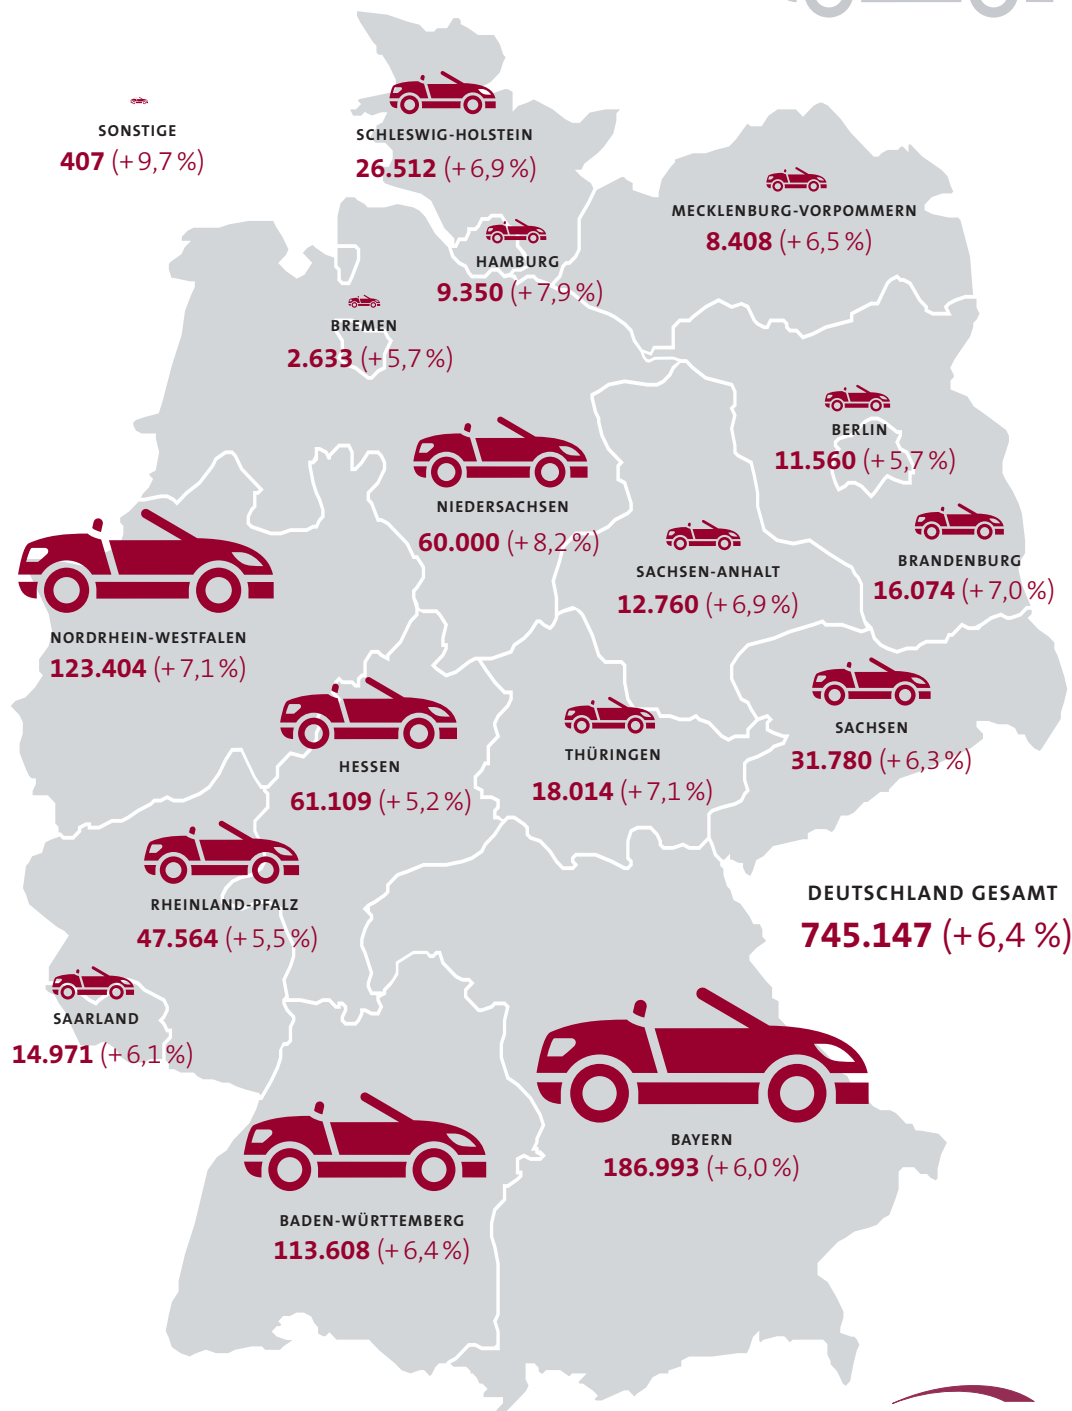 SONSTIGE
407 (+ 9,7 %)
SCHLESWIG-HOLSTEIN
26.512 (+ 6,9 %)
MECKLENBURG-VORPOMMERN
8.408 (+ 6,5 %)
HAMBURG
9.350 (+ 7,9 %)
BREMEN
2.633 (+ 5,7 %)
BERLIN
11.560 (+ 5,7 %)
NIEDERSACHSEN
60.000 (+ 8,2 %)
BRANDENBURG
16.074 (+ 7,0 %)
SACHSEN-ANHALT
12.760 (+ 6,9 %)
NORDRHEIN-WESTFALEN
123.404 (+ 7,1 %)
SACHSEN
31.780 (+ 6,3 %)
THÜRINGEN
18.014 (+ 7,1 %)
HESSEN
61.109 (+ 5,2 %)
RHEINLAND-PFALZ
47.564 (+ 5,5 %)
DEUTSCHLAND GESAMT
745.147 (+ 6,4 %)
SAARLAND
14.971 (+ 6,1 %)
BAYERN
186.993 (+ 6,0 %)
BADEN-WÜRTTEMBERG
113.608 (+ 6,4 %)